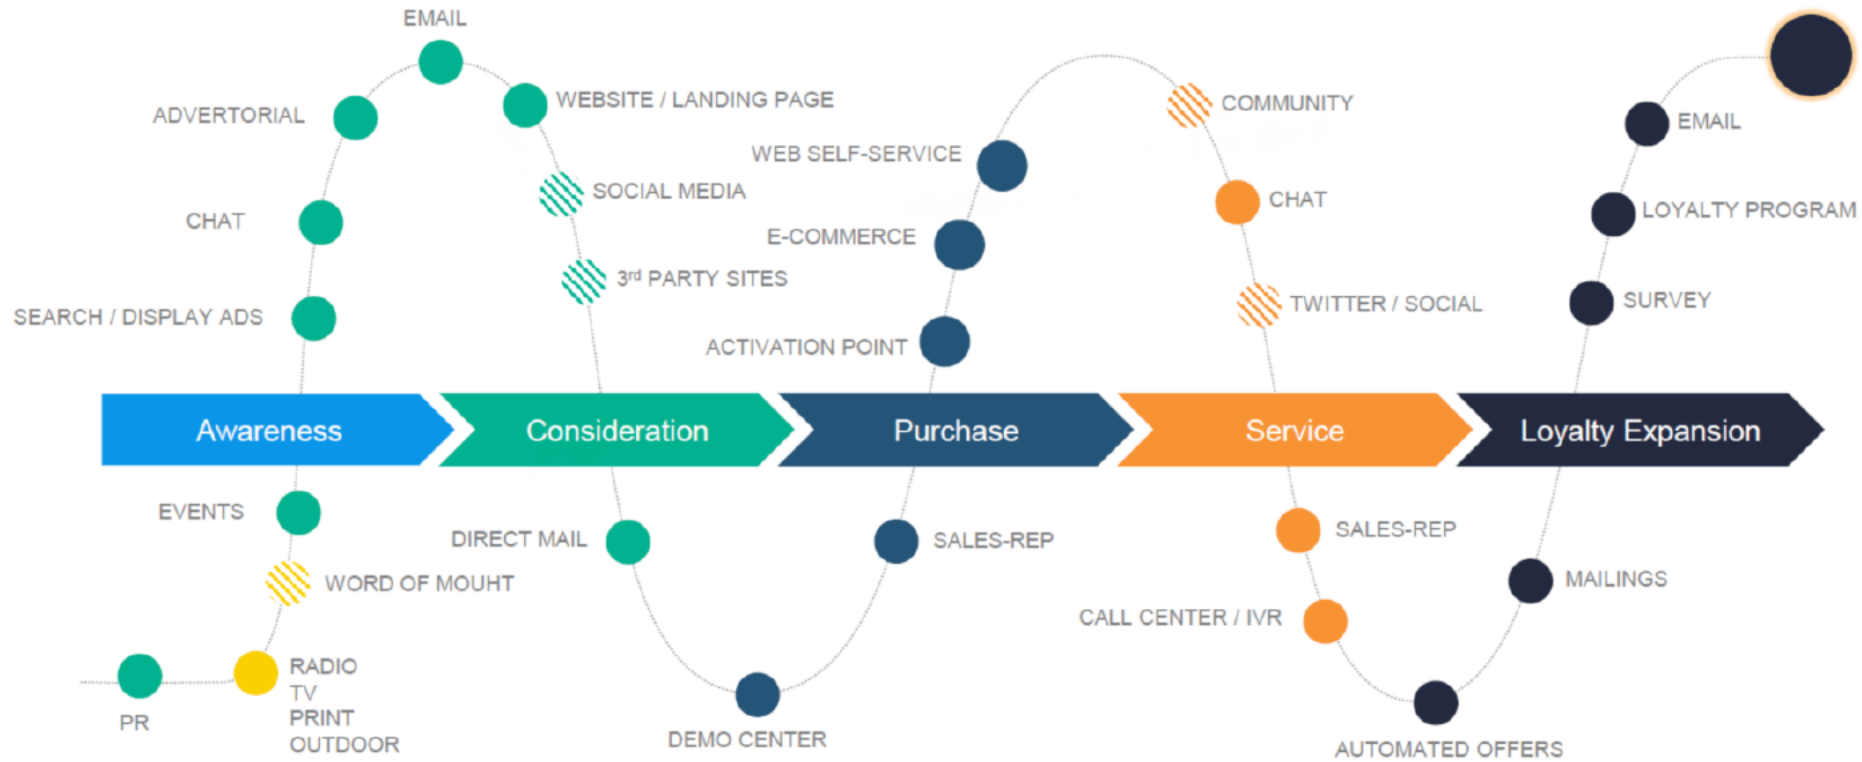 EMAIL
ADVERTORIAL
WEBSITE / LANDING PAGE
CHAT
SOCIAL MEDIA
SEARCH / DISPLAY ADS
3rd PARTY SITES
WEB SELF-SERVICE
E-COMMERCE
ACTIVATION POINT
COMMUNITY
CHAT
TWITTER / SOCIAL
EMAIL
LOYALTY PROGRAM
SURVEY
Awareness
Consideration
Purchase
Service
Loyalty Expansion
EVENTS
WORD OF MOUHT
RADIO
TV
PRINT
OUTDOOR
PR
DIRECT MAIL
DEMO CENTER
SALES-REP
SALES-REP
CALL CENTER / IVR
AUTOMATED OFFERS
MAILINGS